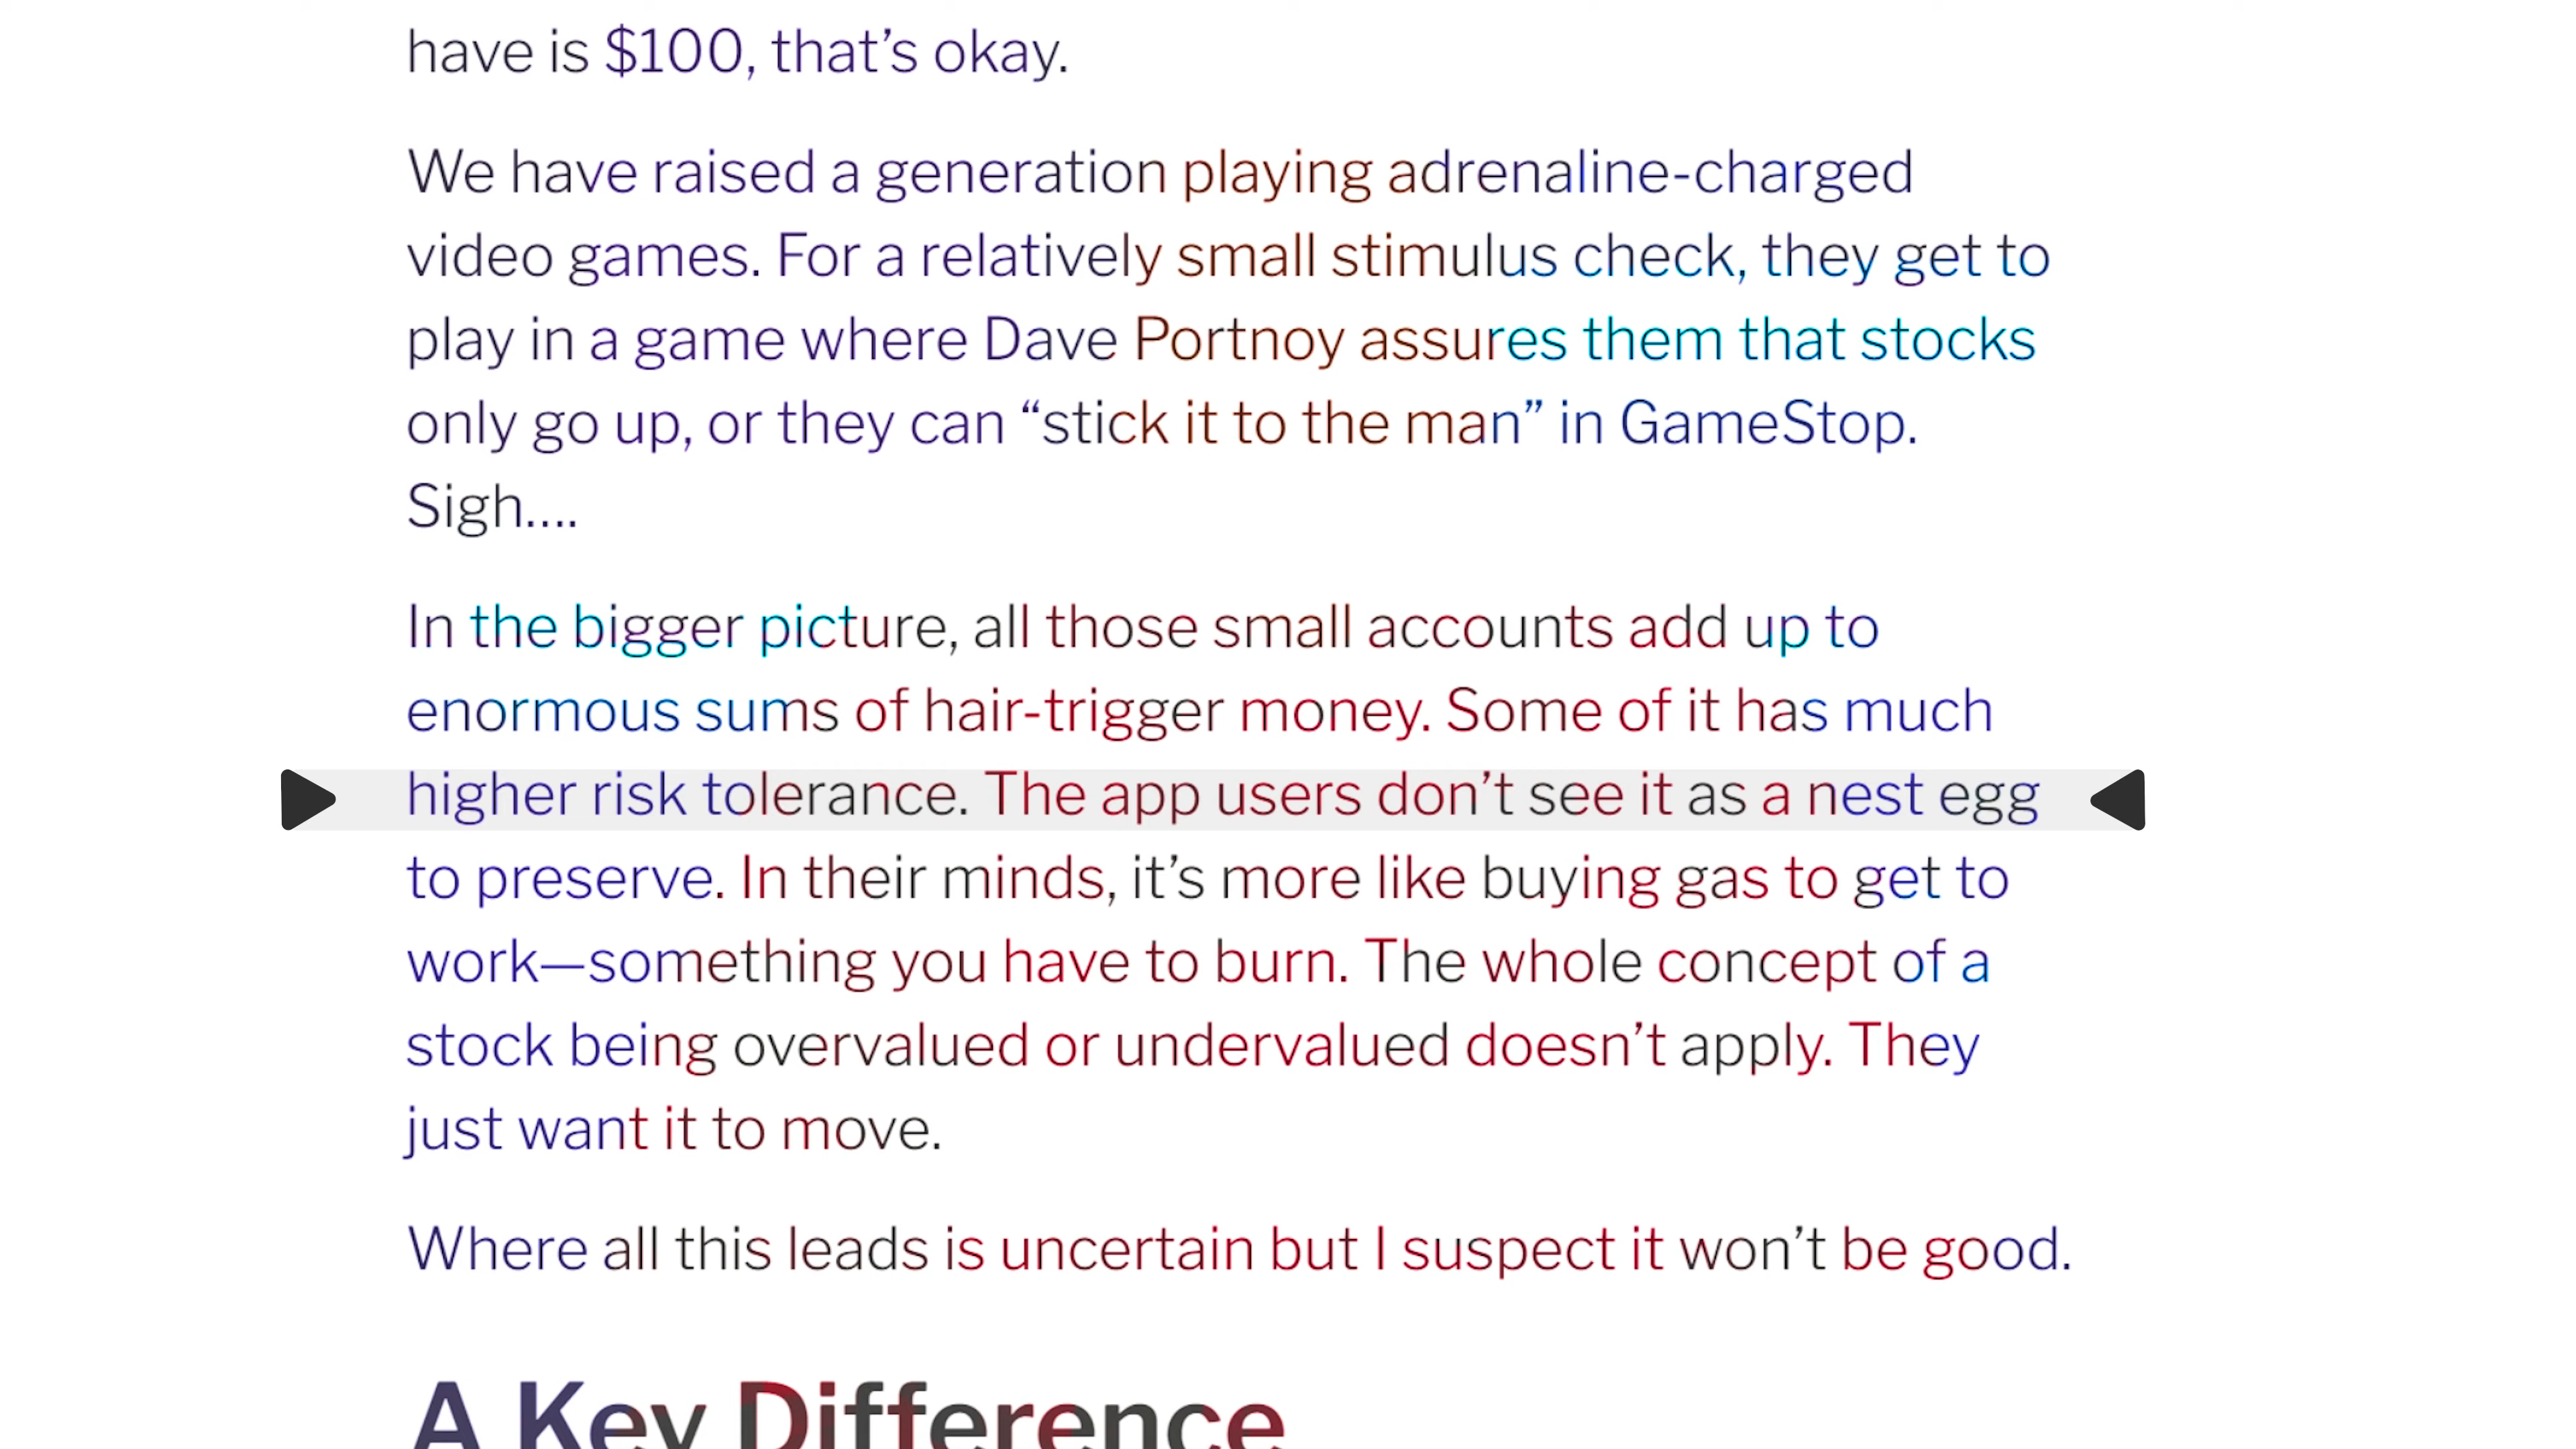 have is $100, that’s okay.
We have raised a generation playing adrenaline-charged
video games. For a relatively small stimulus check, they get to
play in a game where Dave Portnoy assures them that stocks
only go up, or they can “stick it to the man” in GameStop.
Sigh….
In the bigger picture, all those small accounts add up to
enormous sums of hair-trigger money. Some of it has much
higher risk tolerance. The app users don’t see it as a nest egg
to preserve. In their minds, it’s more like buying gas to get to
work—something you have to burn. The whole concept of a
stock being overvalued or undervalued doesn’t apply. They
just want it to move.
Where all this leads is uncertain but I suspect it won’t be good.
A Key Difference